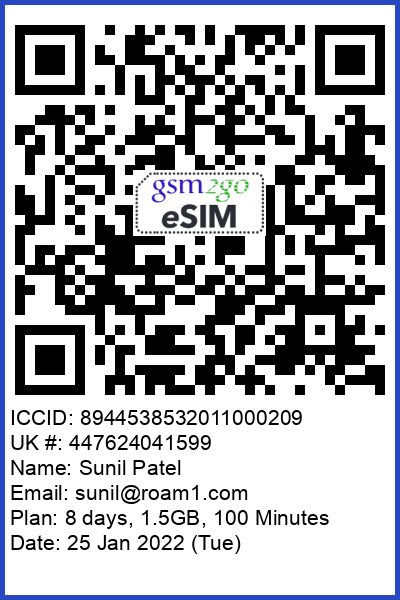 gsm2go
eSIM
ICCID: 8944538532011000209
UK #: 447624041599
Name: Sunil Patel
Email: sunil@roam1.com
Plan: 8 days, 1.5GB, 100 Minutes
Date: 25 Jan 2022 (Tue)